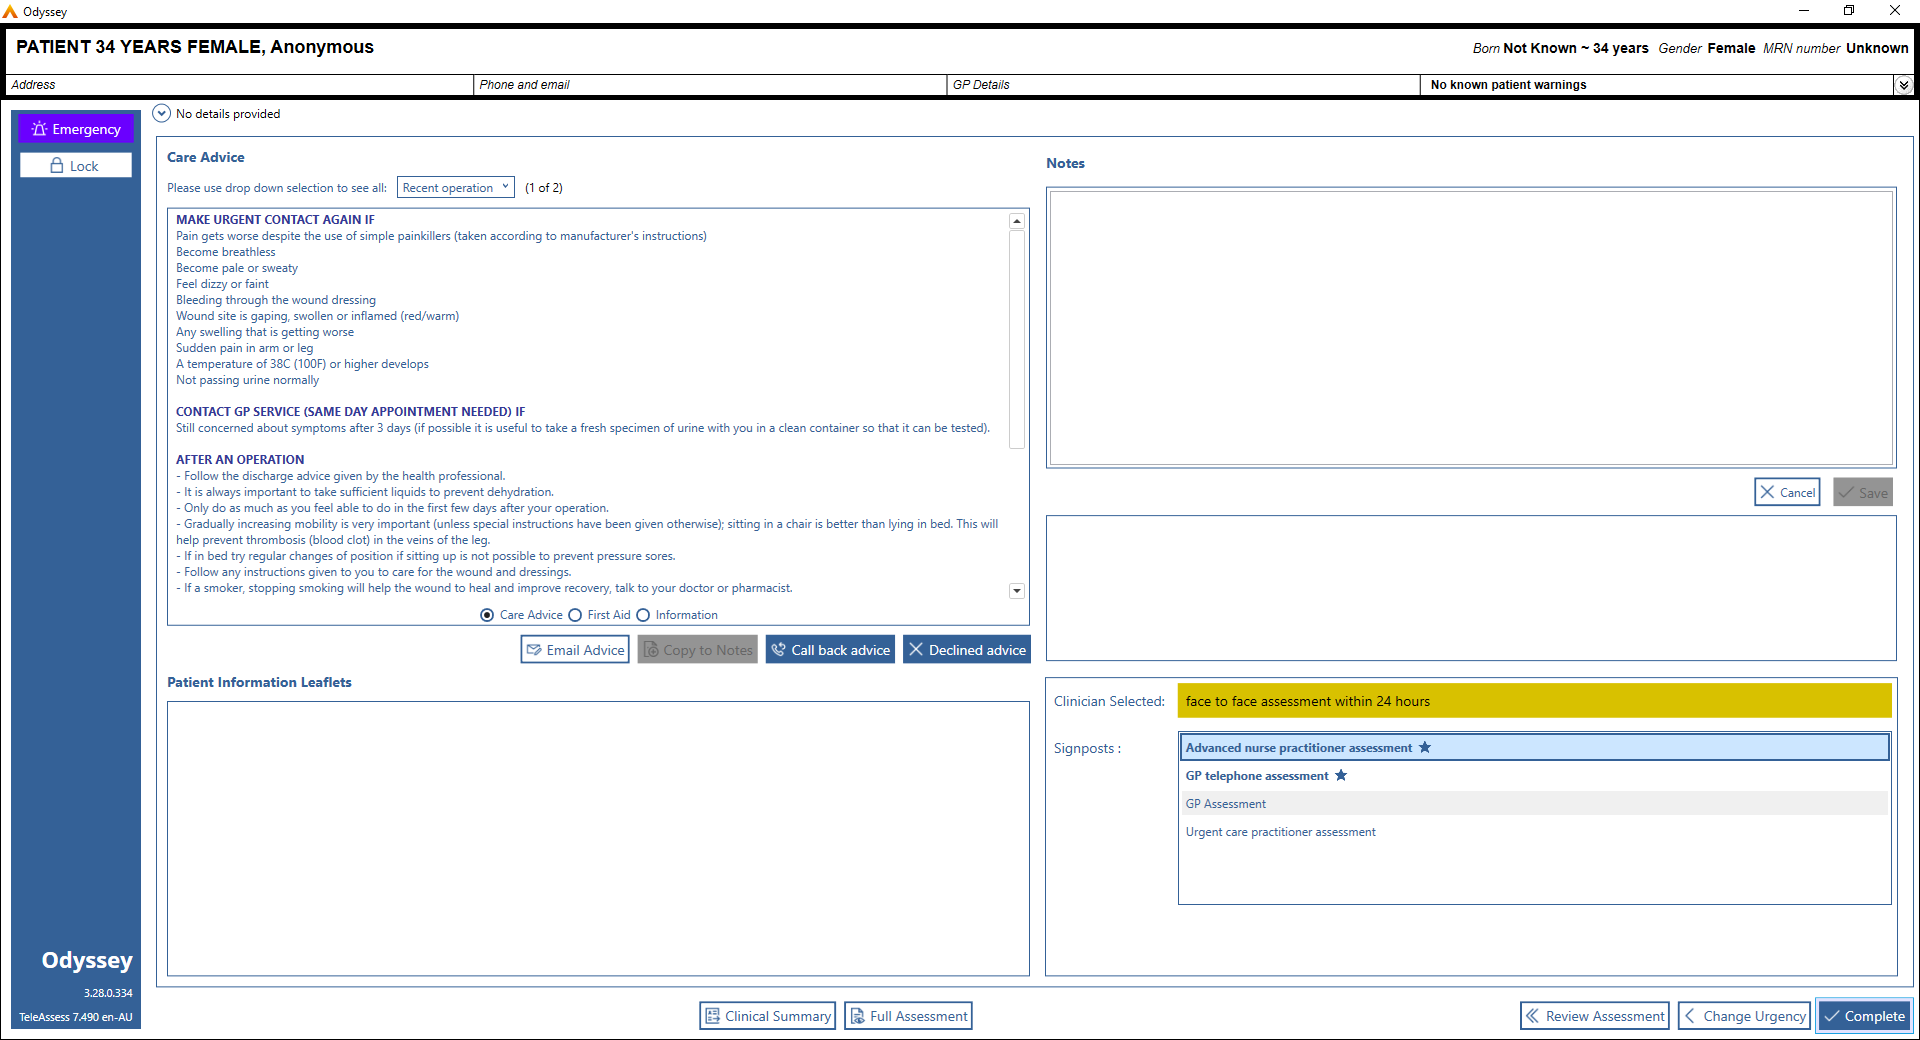 Odyssey
PATIENT 34 YEARS FEMALE, Anonymous
Born Not Known ~ 34 years Gender Female MRN number Unknown
Address
Phone and email
GP Details
No known patient warnings
Emergency
Lock
No details provided
Care Advice
Please use drop down selection to see all: Recent operation (1 of 2)
MAKE URGENT CONTACT AGAIN IF
Pain gets worse despite the use of simple painkillers (taken according to manufacturer's instructions)
Become breathless
Become pale or sweaty
Feel dizzy or faint
Bleeding through the wound dressing
Wound site is gaping, swollen or inflamed (red/warm)
Any swelling that is getting worse
Sudden pain in arm or leg
A temperature of 38C (100F) or higher develops
Not passing urine normally
CONTACT GP SERVICE (SAME DAY APPOINTMENT NEEDED) IF
Still concerned about symptoms after 3 days (if possible it is useful to take a fresh specimen of urine with you in a clean container so that it can be tested).
AFTER AN OPERATION
- Follow the discharge advice given by the health professional.
- It is always important to take sufficient liquids to prevent dehydration.
- Only do as much as you feel able to do in the first few days after your operation.
- Gradually increasing mobility is very important (unless special instructions have been given otherwise); sitting in a chair is better than lying in bed. This will
help prevent thrombosis (blood clot) in the veins of the leg.
- If in bed try regular changes of position if sitting up is not possible to prevent pressure sores.
- Follow any instructions given to you to care for the wound and dressings.
- If a smoker, stopping smoking will help the wound to heal and improve recovery, talk to your doctor or pharmacist.
Care Advice First Aid Information
Email Advice
Copy to Notes
Call back advice
Declined advice
Patient Information Leaflets
Notes
Cancel
Save
Clinician Selected: face to face assessment within 24 hours
Signposts :
Advanced nurse practitioner assessment
GP telephone assessment
GP Assessment
Urgent care practitioner assessment
Odyssey
3.28.0.334
TeleAssess 7.490 en-AU
Clinical Summary
Full Assessment
Review Assessment
Change Urgency
Complete